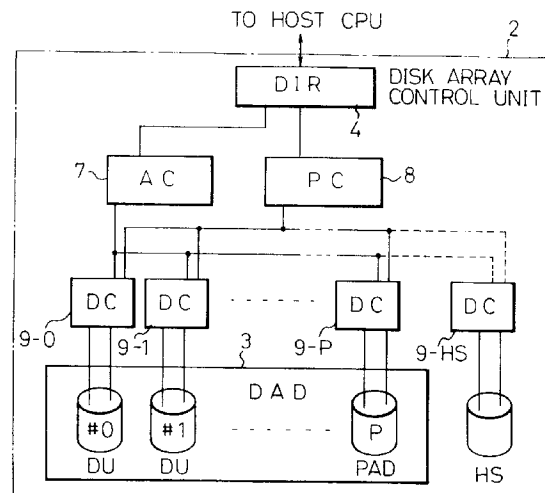 TO HOST CPU
2
DIR
DISK ARRAY
CONTROL UNIT
4
7
AC
PC
8
DC
DC
DC
DC
9-0
9-1
9-P
9-HS
3
DAD
#0
#1
P
DU
DU
PAD
HS